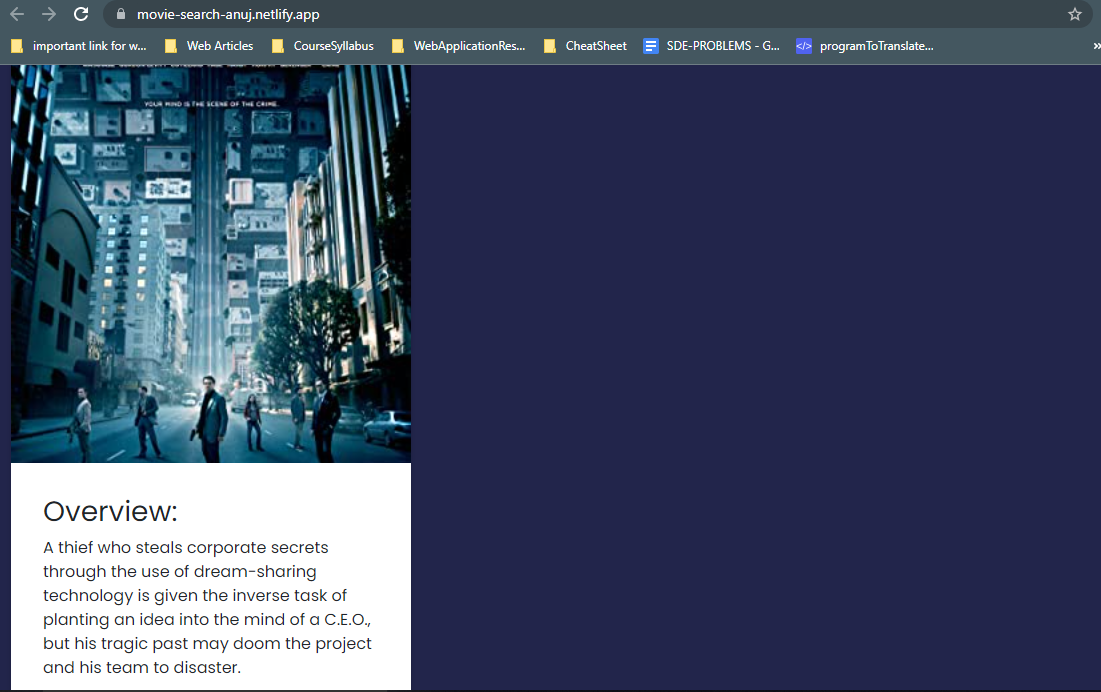 movie-search-anuj.netlify.app
important link for w... Web Articles CourseSyllabus WebApplicationRes... CheatSheet SDE-PROBLEMS - G... </> programToTranslate... »
YOUR MIND IS THE SCENE OF THE CRIME.
Overview:
A thief who steals corporate secrets
through the use of dream-sharing
technology is given the inverse task of
planting an idea into the mind of a C.E.O.,
but his tragic past may doom the project
and his team to disaster.